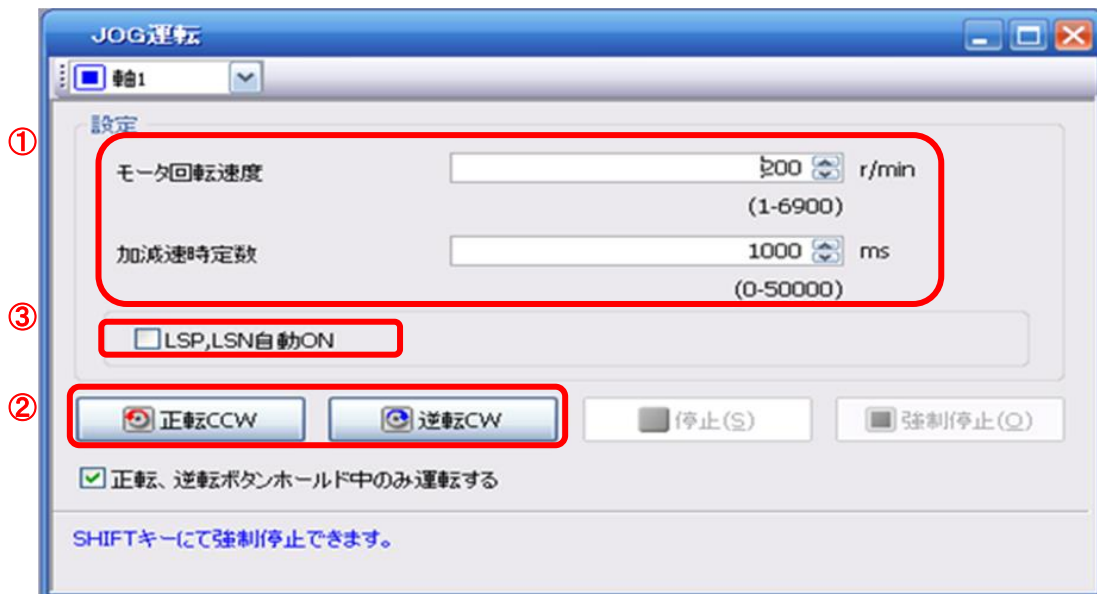 JOG運転
軸1
設定
①
モータ回転速度 200 r/min
(1-6900)
加減速時定数 1000 ms
(0-50000)
③
LSP,LSN自動ON
②
正転CCW 逆転CW 停止(S) 強制停止(O)
正転、逆転ボタンホールド中のみ運転する
SHIFTキーにて強制停止できます。